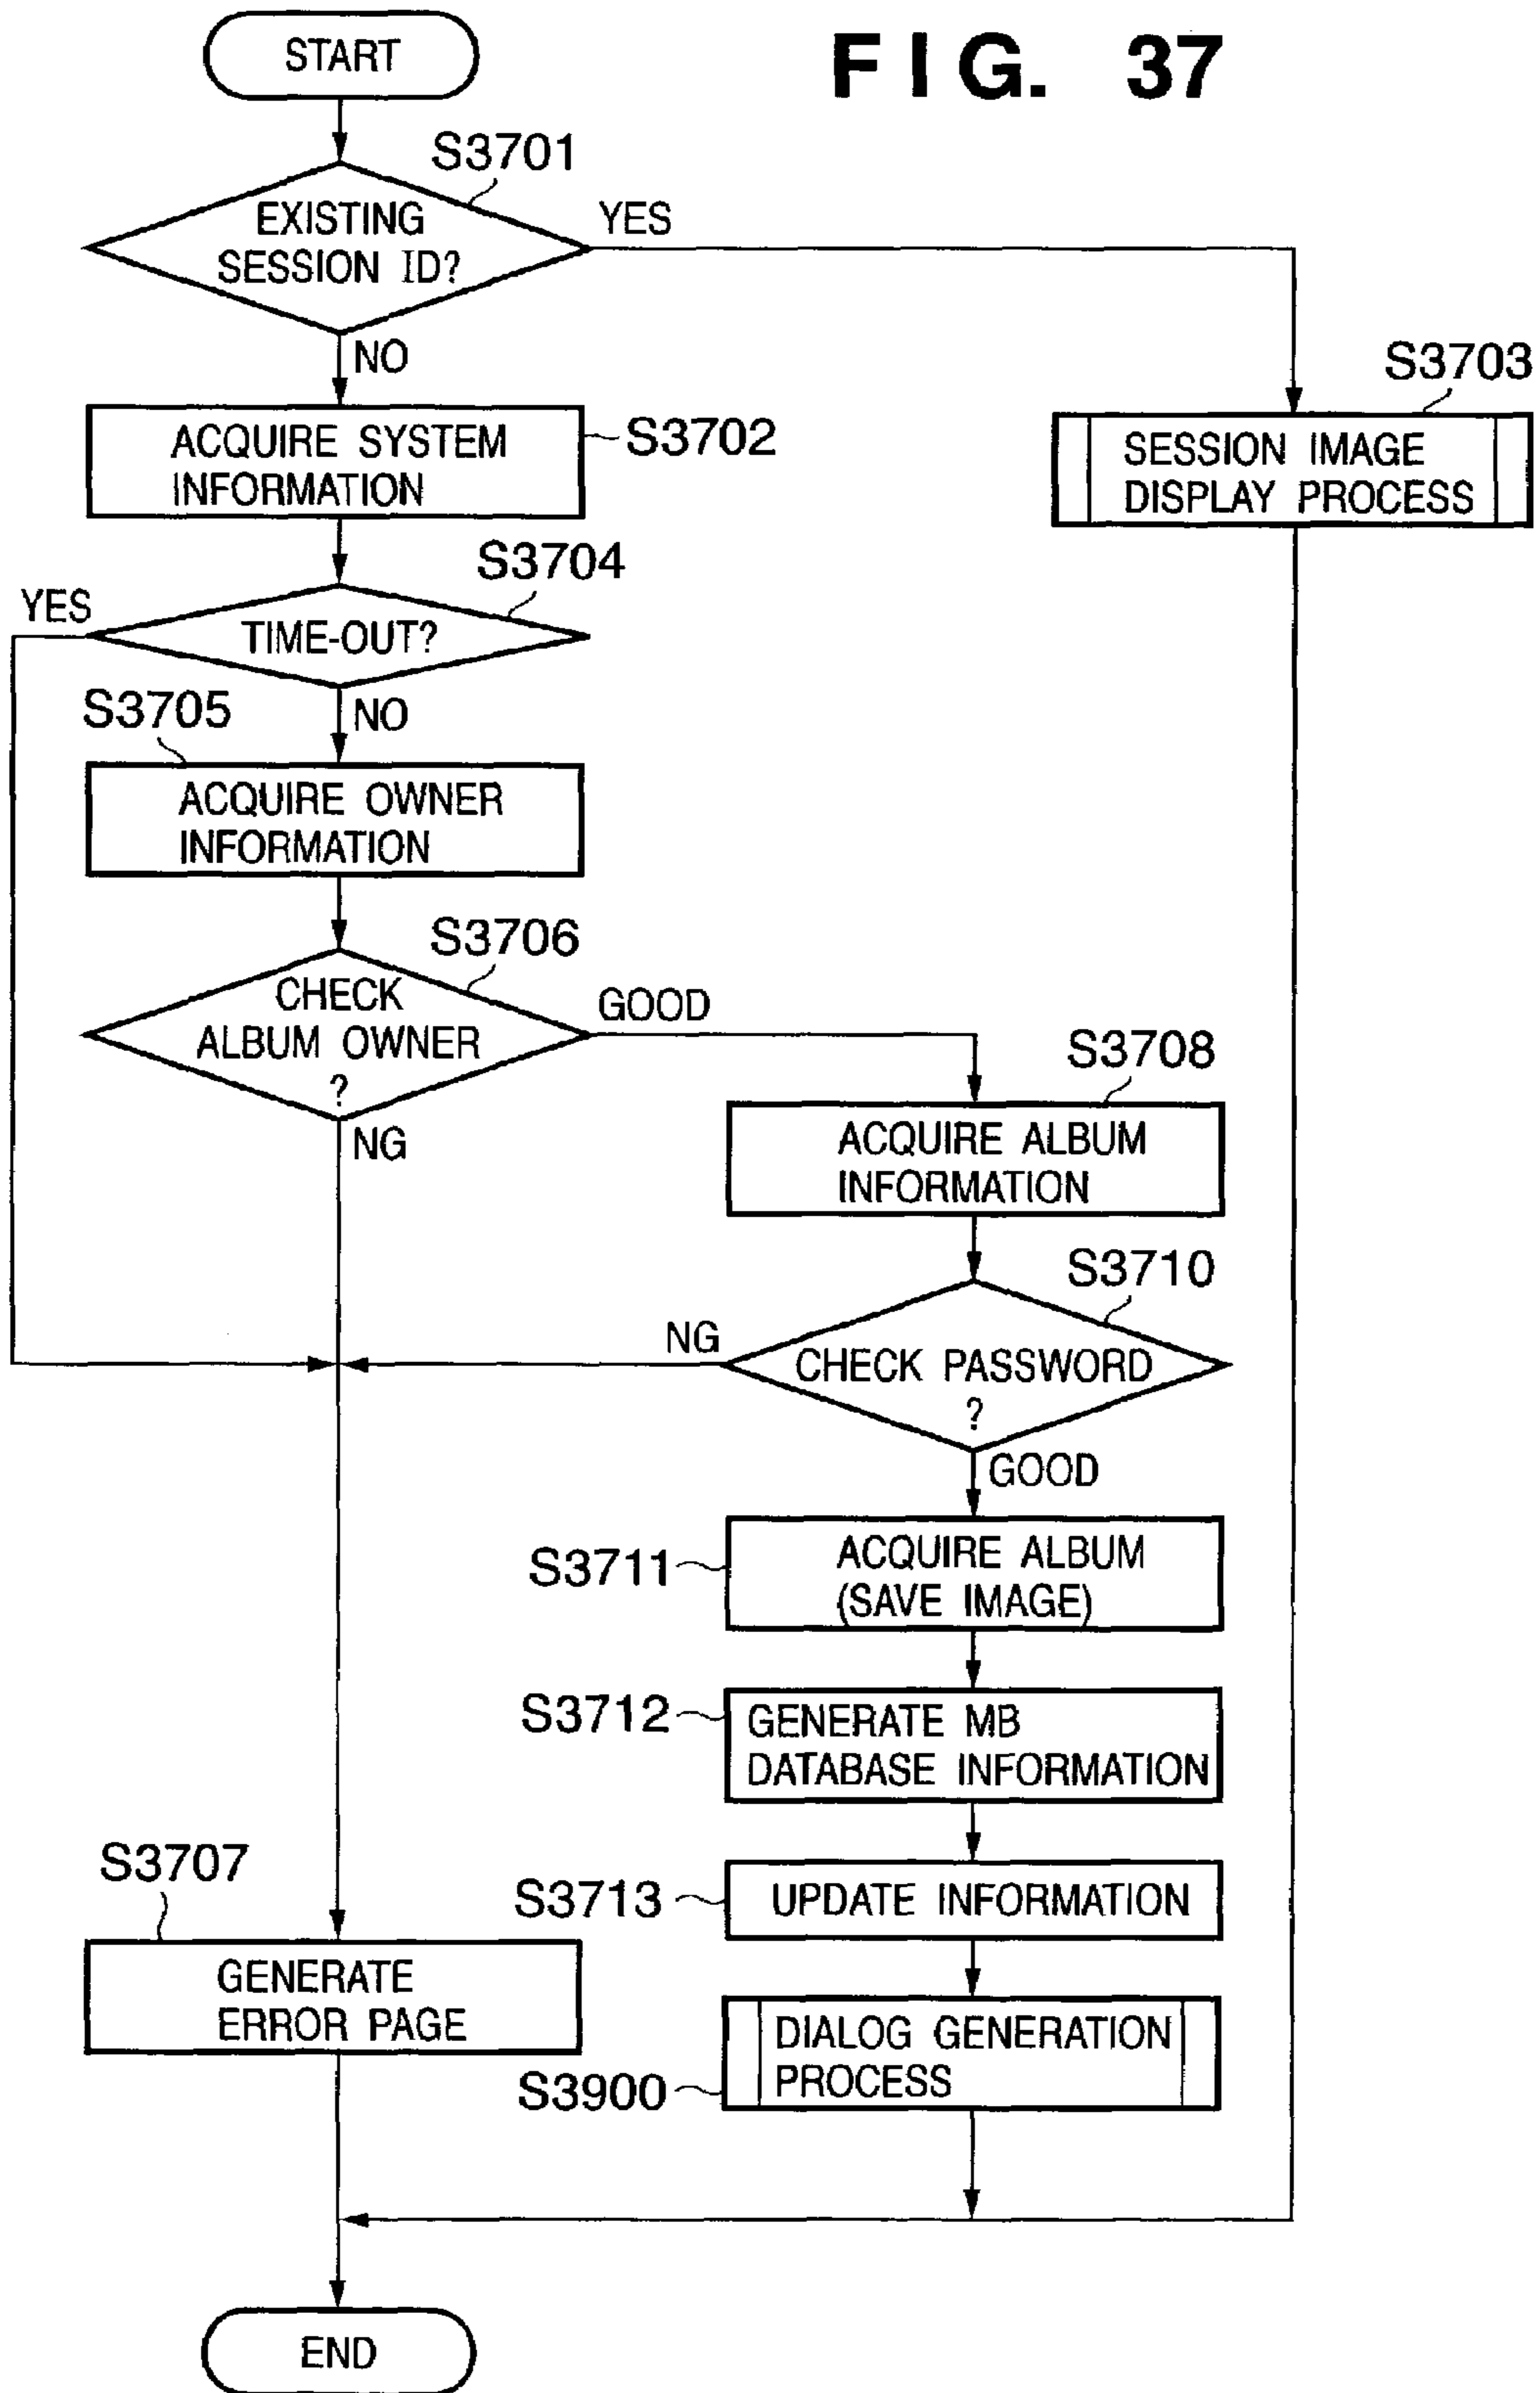 START
FIG. 37
S3701
EXISTING
SESSION ID?
YES
NO
S3703
SESSION IMAGE
DISPLAY PROCESS
ACQUIRE SYSTEM
INFORMATION
S3702
S3704
YES
TIME-OUT?
NO
S3705
ACQUIRE OWNER
INFORMATION
S3706
CHECK
ALBUM OWNER
?
GOOD
NG
S3708
ACQUIRE ALBUM
INFORMATION
S3710
NG
CHECK PASSWORD
?
GOOD
S3711
ACQUIRE ALBUM
(SAVE IMAGE)
S3712
GENERATE MB
DATABASE INFORMATION
S3713
UPDATE INFORMATION
S3707
GENERATE
ERROR PAGE
DIALOG GENERATION
PROCESS
S3900
END